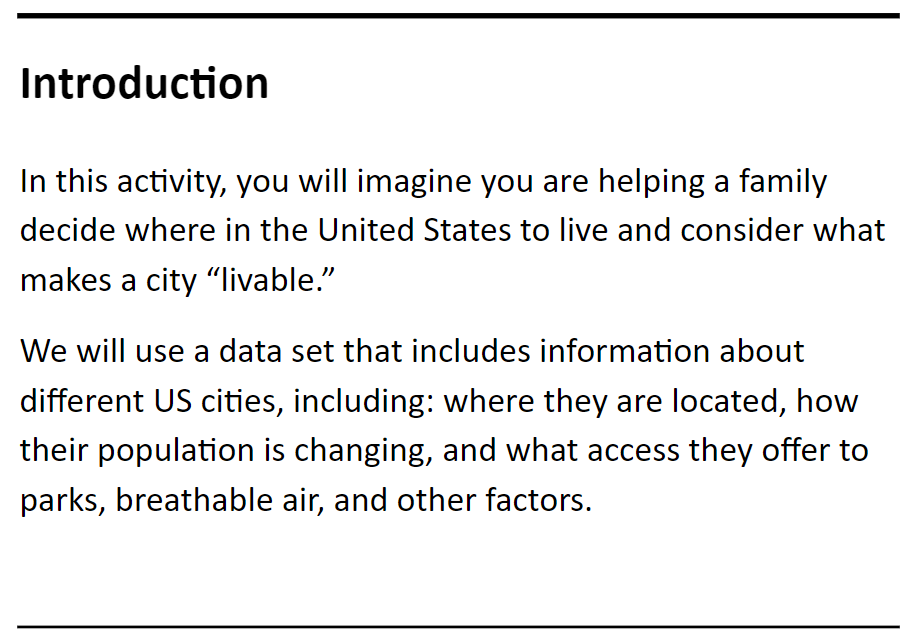 Introduction
In this activity, you will imagine you are helping a family
decide where in the United States to live and consider what
makes a city “livable.”
We will use a data set that includes information about
different US cities, including: where they are located, how
their population is changing, and what access they offer to
parks, breathable air, and other factors.